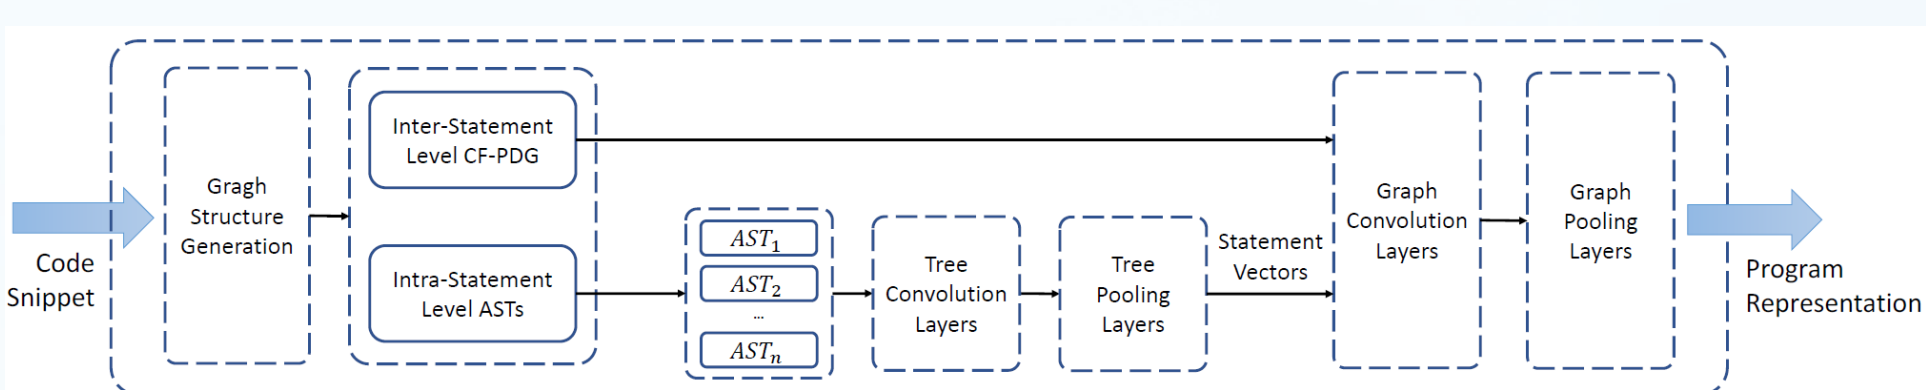 Code
Snippet
Gragh
Structure
Generation
Inter-Statement
Level CF-PDG
Intra-Statement
Level ASTs
AST₁
AST₂
...
ASTₙ
Tree
Convolution
Layers
Tree
Pooling
Layers
Statement
Vectors
Graph
Convolution
Layers
Graph
Pooling
Layers
Program
Representation